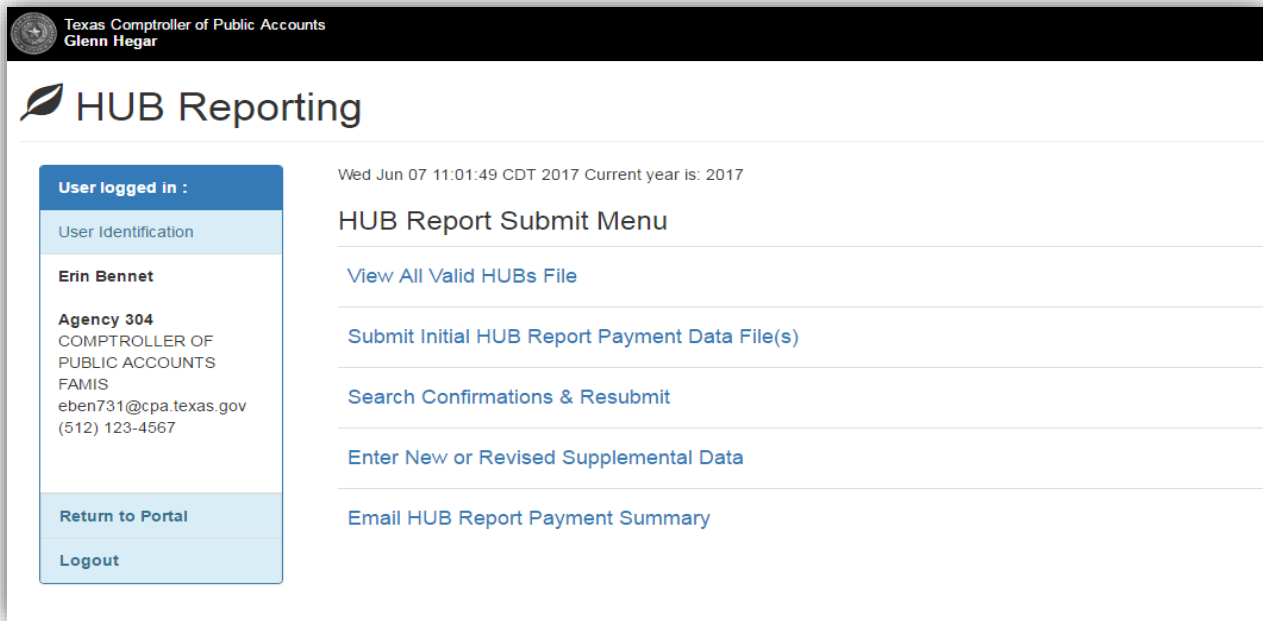 Texas Comptroller of Public Accounts
Glenn Hegar
HUB Reporting
User logged in :
User Identification
Erin Bennet
Agency 304
COMPTROLLER OF
PUBLIC ACCOUNTS
FAMIS
eben731@cpa.texas.gov
(512) 123-4567
Return to Portal
Logout
Wed Jun 07 11:01:49 CDT 2017 Current year is: 2017
HUB Report Submit Menu
View All Valid HUBs File
Submit Initial HUB Report Payment Data File(s)
Search Confirmations & Resubmit
Enter New or Revised Supplemental Data
Email HUB Report Payment Summary